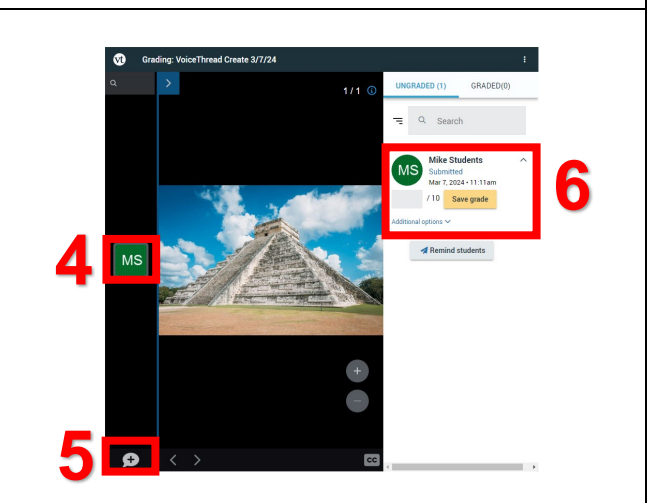 vt Grading: VoiceThread Create 3/7/24
1 / 1
UNGRADED (1) GRADED(0)
Search
MS
Mike Students
Submitted
Mar 7, 2024 • 11:11am
/ 10 Save grade
Additional options
6
Remind students
4
MS
5
CC